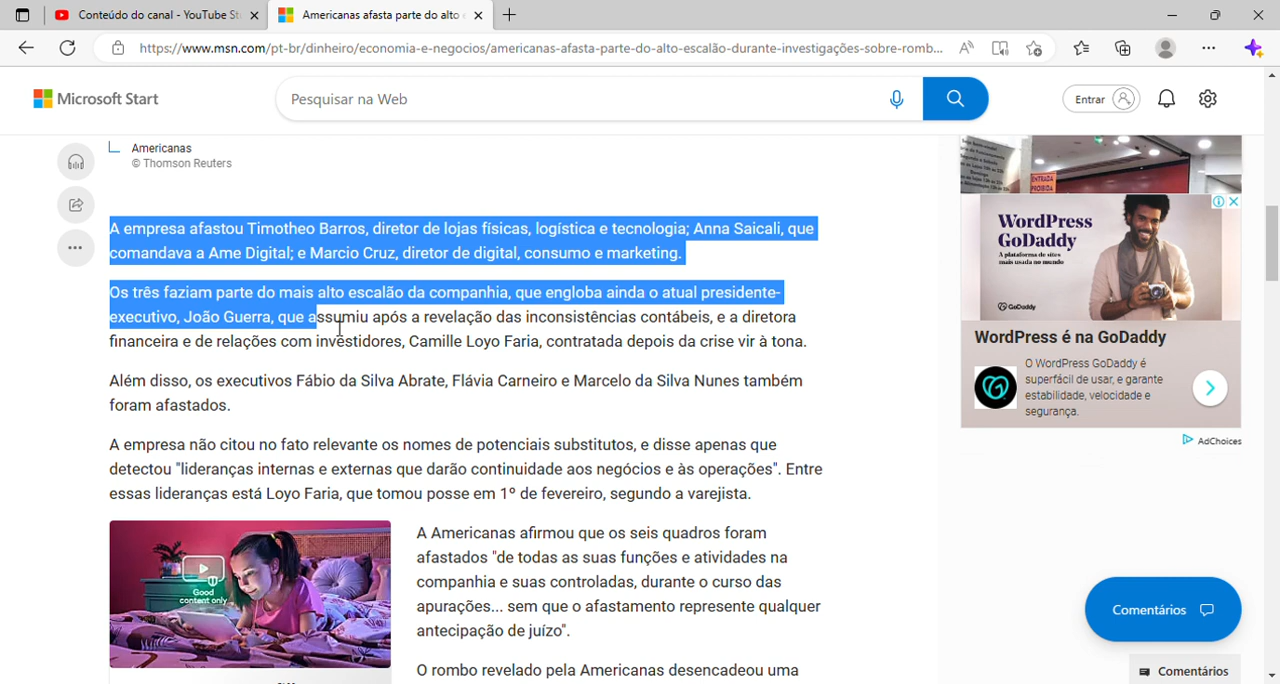 Conteúdo do canal - YouTube St
Americanas afasta parte do alto e
https://www.msn.com/pt-br/dinheiro/economia-e-negocios/americanas-afasta-parte-do-alto-escalão-durante-investigações-sobre-romb...
Microsoft Start
Pesquisar na Web
Entrar
Americanas
© Thomson Reuters
A empresa afastou Timotheo Barros, diretor de lojas físicas, logística e tecnologia; Anna Saicali, que
comandava a Ame Digital; e Marcio Cruz, diretor de digital, consumo e marketing.
Os três faziam parte do mais alto escalão da companhia, que engloba ainda o atual presidente-
executivo, João Guerra, que assumiu após a revelação das inconsistências contábeis, e a diretora
financeira e de relações com investidores, Camille Loyo Faria, contratada depois da crise vir à tona.
Além disso, os executivos Fábio da Silva Abrate, Flávia Carneiro e Marcelo da Silva Nunes também
foram afastados.
A empresa não citou no fato relevante os nomes de potenciais substitutos, e disse apenas que
detectou "lideranças internas e externas que darão continuidade aos negócios e às operações". Entre
essas lideranças está Loyo Faria, que tomou posse em 1º de fevereiro, segundo a varejista.
Good
content only
A Americanas afirmou que os seis quadros foram
afastados "de todas as suas funções e atividades na
companhia e suas controladas, durante o curso das
apurações... sem que o afastamento represente qualquer
antecipação de juízo".
O rombo revelado pela Americanas desencadeou uma
ENTRADA
PROIBIDA
WordPress
GoDaddy
A plataforma de sites
mais usada no mundo
GoDaddy
WordPress é na GoDaddy
O WordPress GoDaddy é
superfácil de usar, e garante
estabilidade, velocidade e
segurança.
AdChoices
Comentários
Comentários